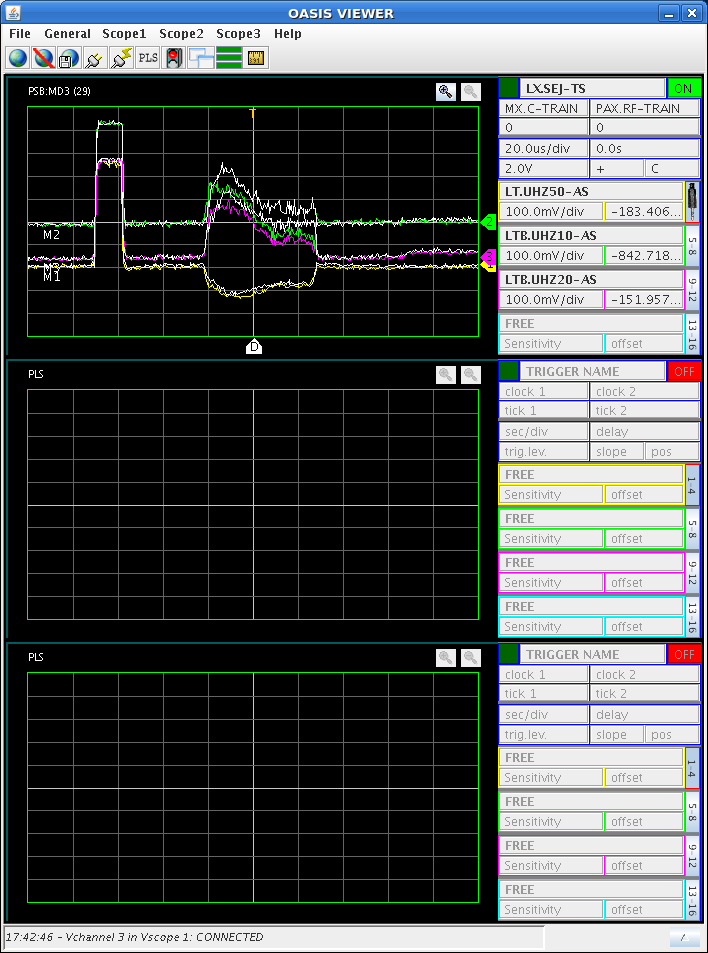 OASIS VIEWER
File General Scope1 Scope2 Scope3 Help
PLS
PSB:MD3 (29)
T
M2
M1
2
3
D
LX.SEJ-TS ON
MX.C-TRAIN PAX.RF-TRAIN
0 0
20.0us/div 0.0s
2.0V + C
LT.UHZ50-AS
100.0mV/div -183.406...
LTB.UHZ10-AS
100.0mV/div -842.718...
5-8
LTB.UHZ20-AS
100.0mV/div -151.957...
9-12
FREE
Sensitivity offset
13-16
PLS
TRIGGER NAME OFF
clock 1 clock 2
tick 1 tick 2
sec/div delay
trig.lev. slope pos
FREE
Sensitivity offset
1-4
FREE
Sensitivity offset
5-8
FREE
Sensitivity offset
9-12
FREE
Sensitivity offset
13-16
PLS
TRIGGER NAME OFF
clock 1 clock 2
tick 1 tick 2
sec/div delay
trig.lev. slope pos
FREE
Sensitivity offset
1-4
FREE
Sensitivity offset
5-8
FREE
Sensitivity offset
9-12
FREE
Sensitivity offset
13-16
17:42:46 - Vchannel 3 in Vscope 1: CONNECTED